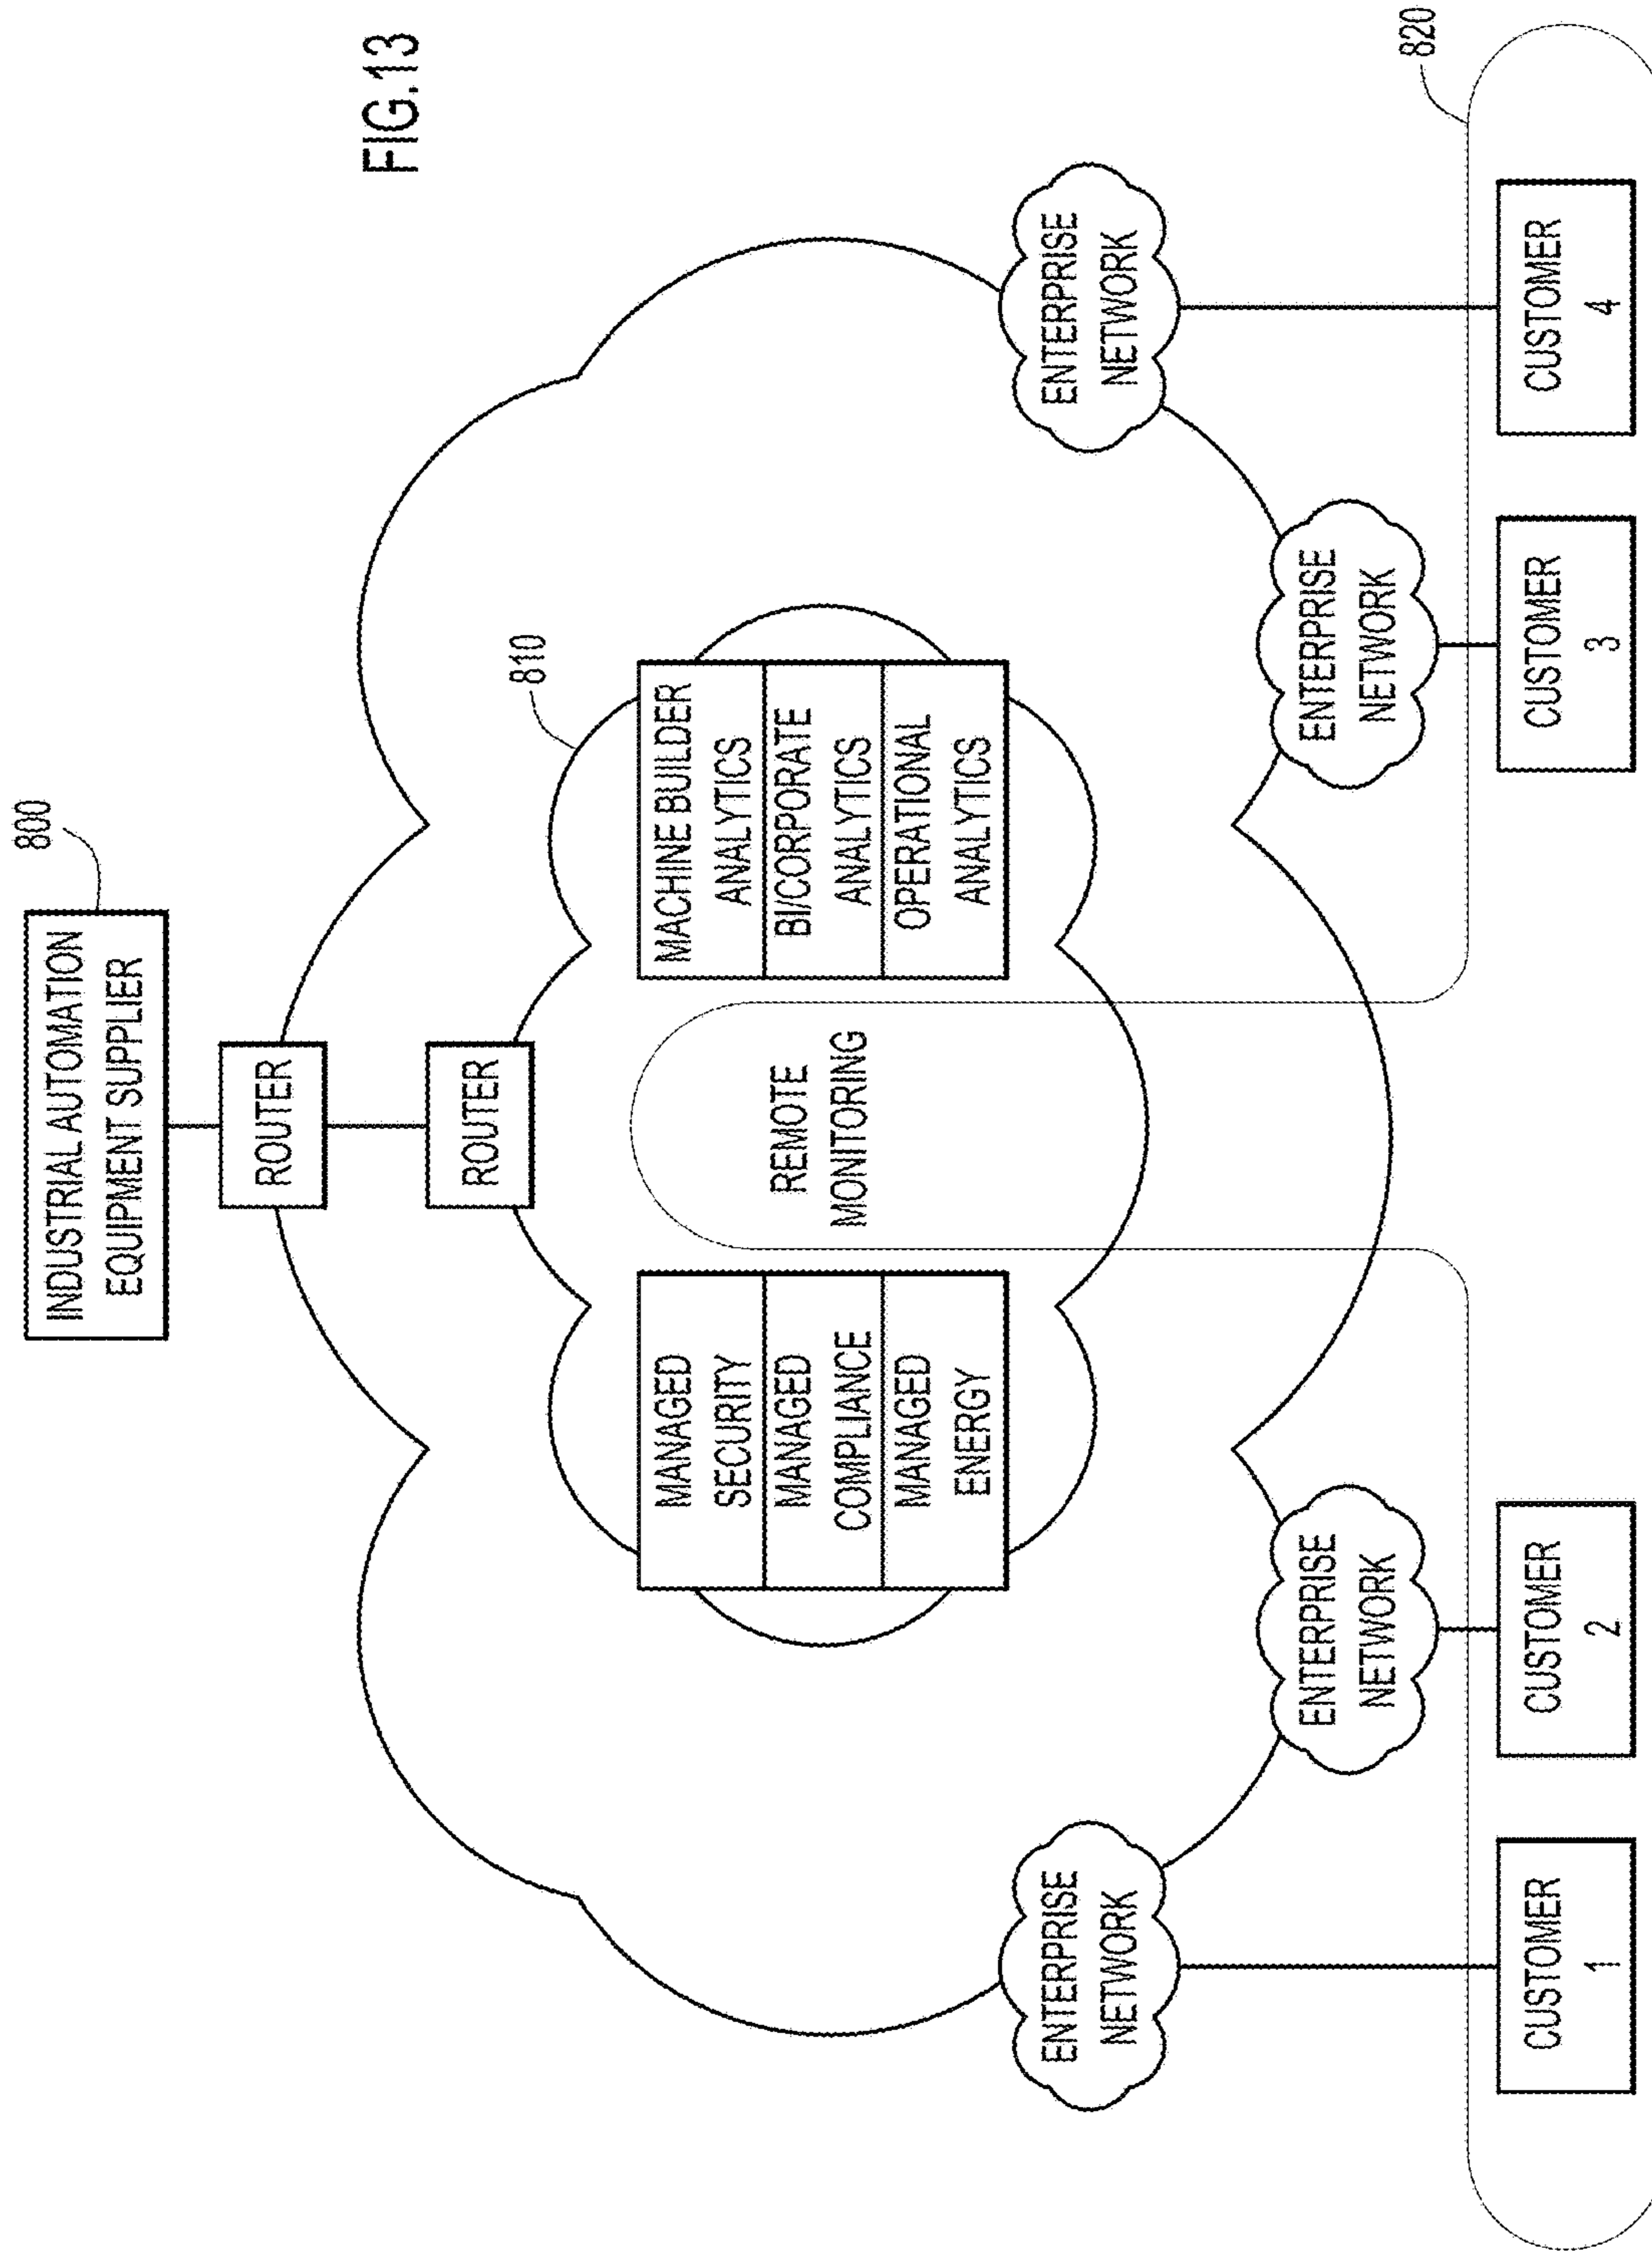 FIG.13
800
INDUSTRIAL AUTOMATION
EQUIPMENT SUPPLIER
ROUTER
ROUTER
810
MANAGED
SECURITY
MANAGED
COMPLIANCE
MANAGED
ENERGY
REMOTE
MONITORING
MACHINE BUILDER
ANALYTICS
BI/CORPORATE
ANALYTICS
OPERATIONAL
ANALYTICS
ENTERPRISE
NETWORK
ENTERPRISE
NETWORK
ENTERPRISE
NETWORK
ENTERPRISE
NETWORK
820
CUSTOMER
1
CUSTOMER
2
CUSTOMER
3
CUSTOMER
4